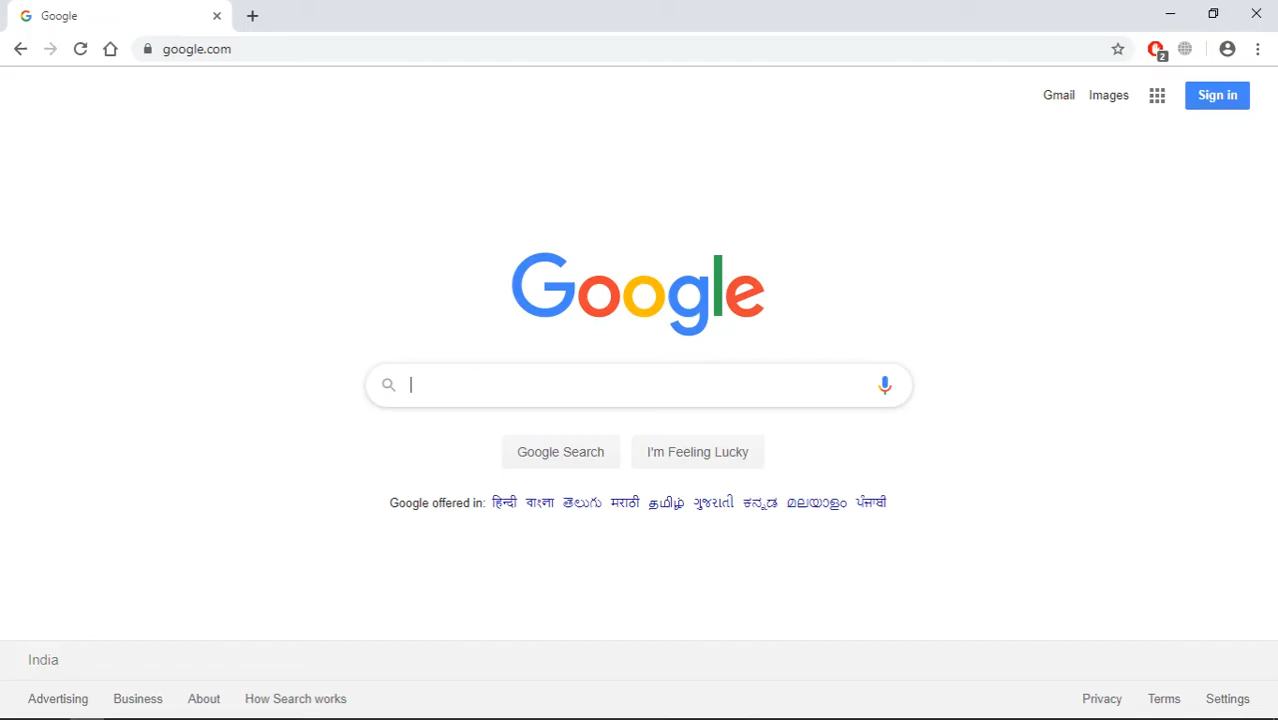 Google
google.com
2
Gmail Images Sign in
Google
Google Search I'm Feeling Lucky
Google offered in: हिन्दी বাংলা తెలుగు मराठी தமிழ் ગુજરાતી ಕನ್ನಡ മലയാളം ਪੰਜਾਬੀ
India
Advertising Business About How Search works Privacy Terms Settings